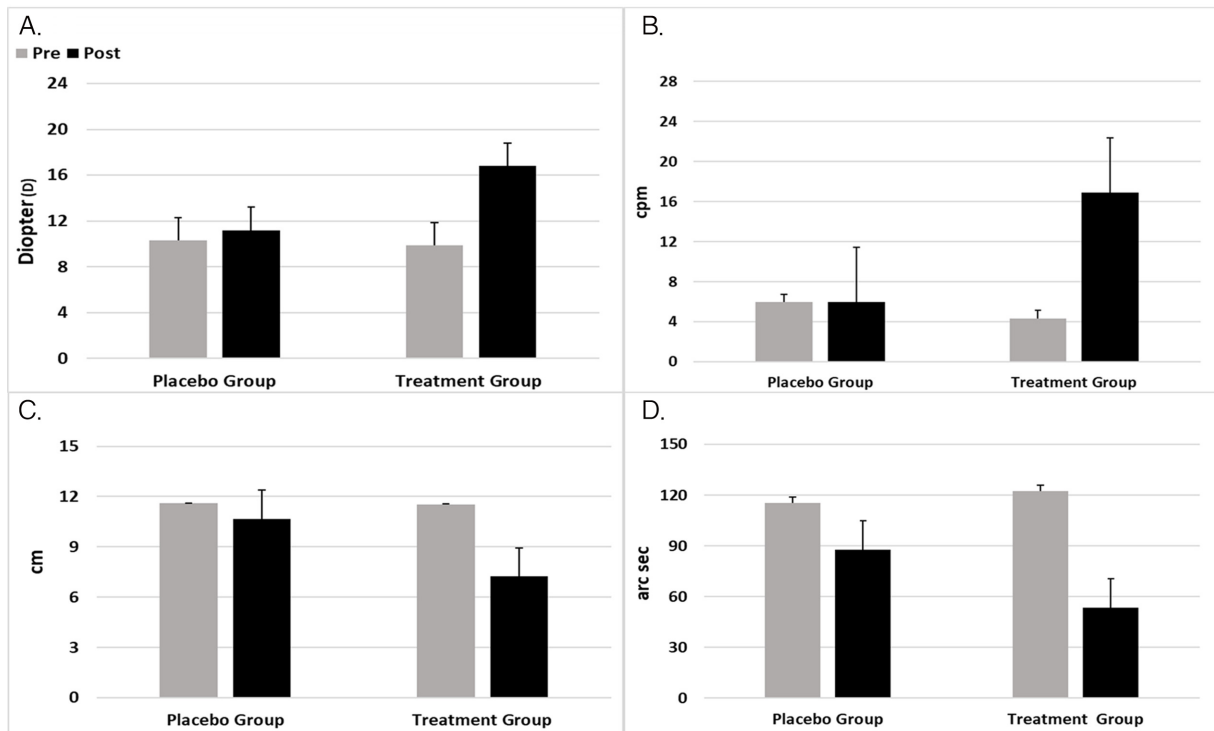 A.
Pre Post
24
20
16
12
8
4
0
Diopter (D)
Placebo Group Treatment Group
B.
28
24
20
16
12
8
4
0
cpm
Placebo Group Treatment Group
C.
15
12
9
6
3
0
cm
Placebo Group Treatment Group
D.
150
120
90
60
30
0
arc sec
Placebo Group Treatment Group